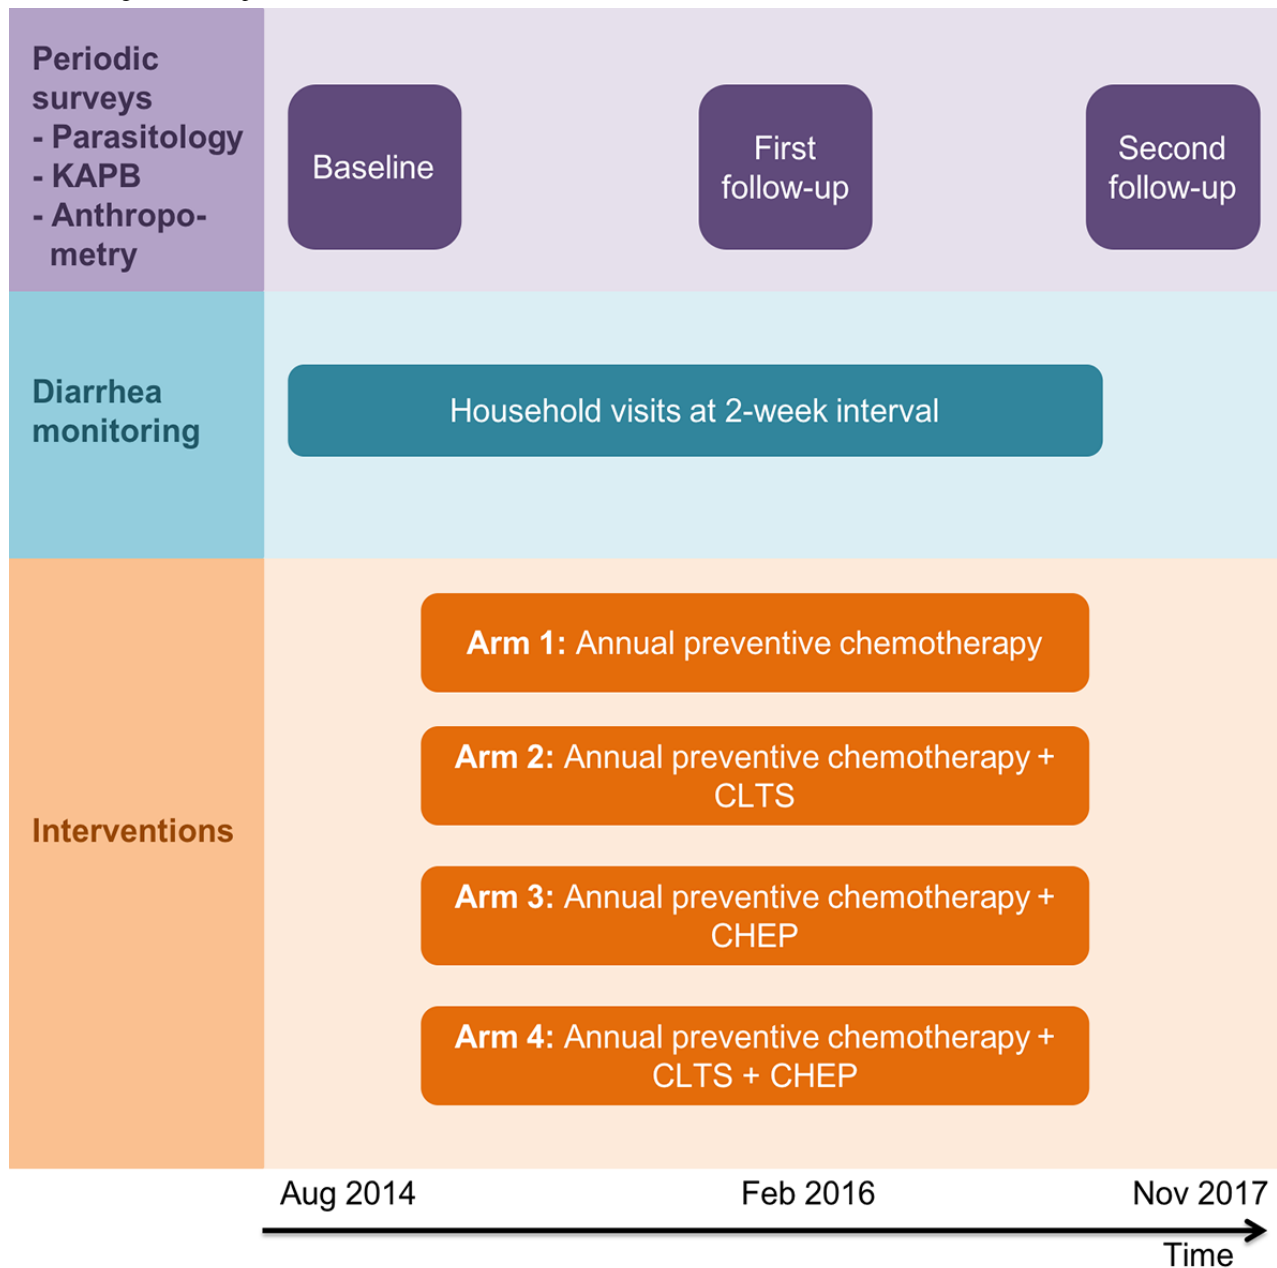 Periodic
surveys
- Parasitology
- KAPB
- Anthropo-
metry
Baseline
First
follow-up
Second
follow-up
Diarrhea
monitoring
Household visits at 2-week interval
Interventions
Arm 1: Annual preventive chemotherapy
Arm 2: Annual preventive chemotherapy +
CLTS
Arm 3: Annual preventive chemotherapy +
CHEP
Arm 4: Annual preventive chemotherapy +
CLTS + CHEP
Aug 2014
Feb 2016
Nov 2017
Time